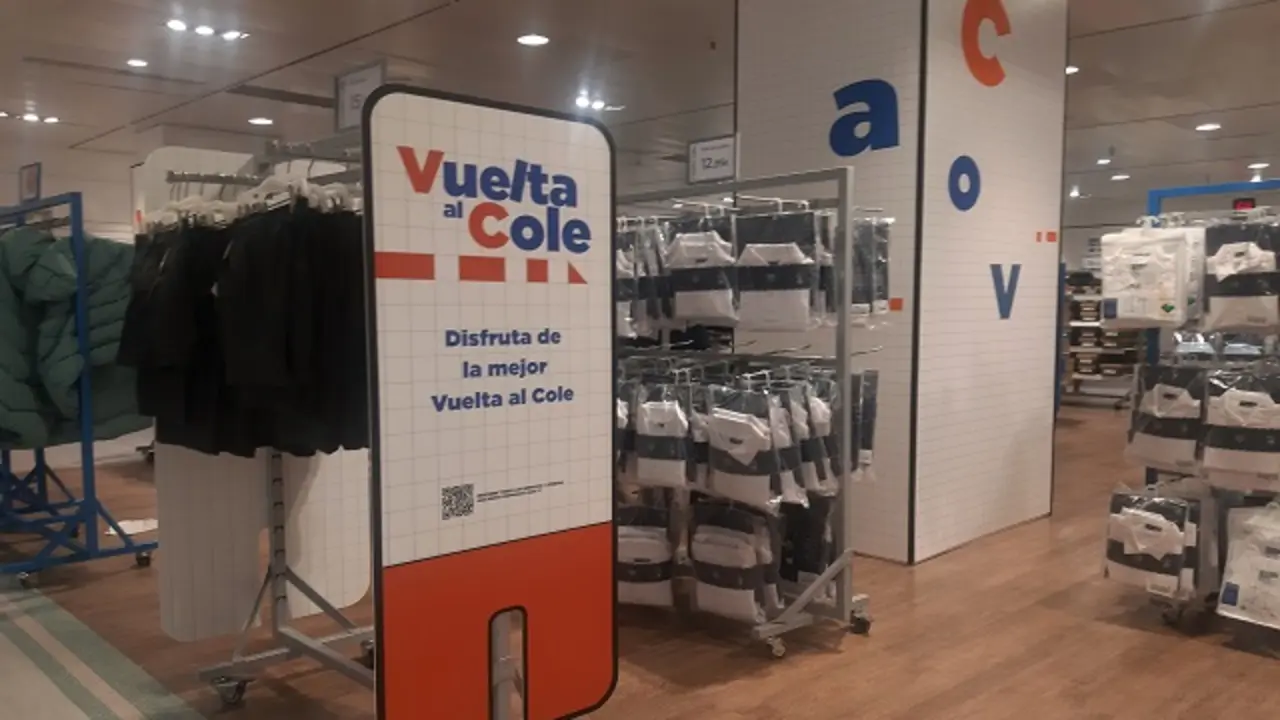 Vuelta
al Cole
Disfruta de
la mejor
Vuelta al Cole
a
c
o
v